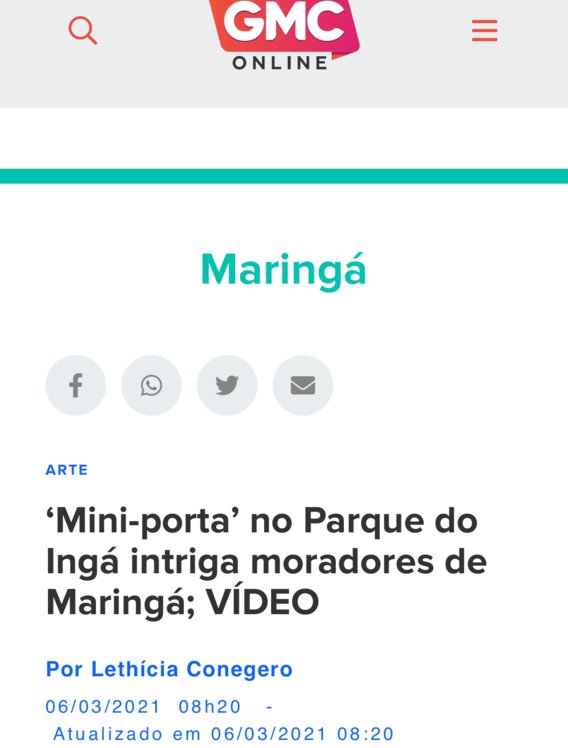 GMC
ONLINE
Maringá
ARTE
‘Mini-porta’ no Parque do
Ingá intriga moradores de
Maringá; VÍDEO
Por Lethícia Conegero
06/03/2021 08h20 -
Atualizado em 06/03/2021 08:20